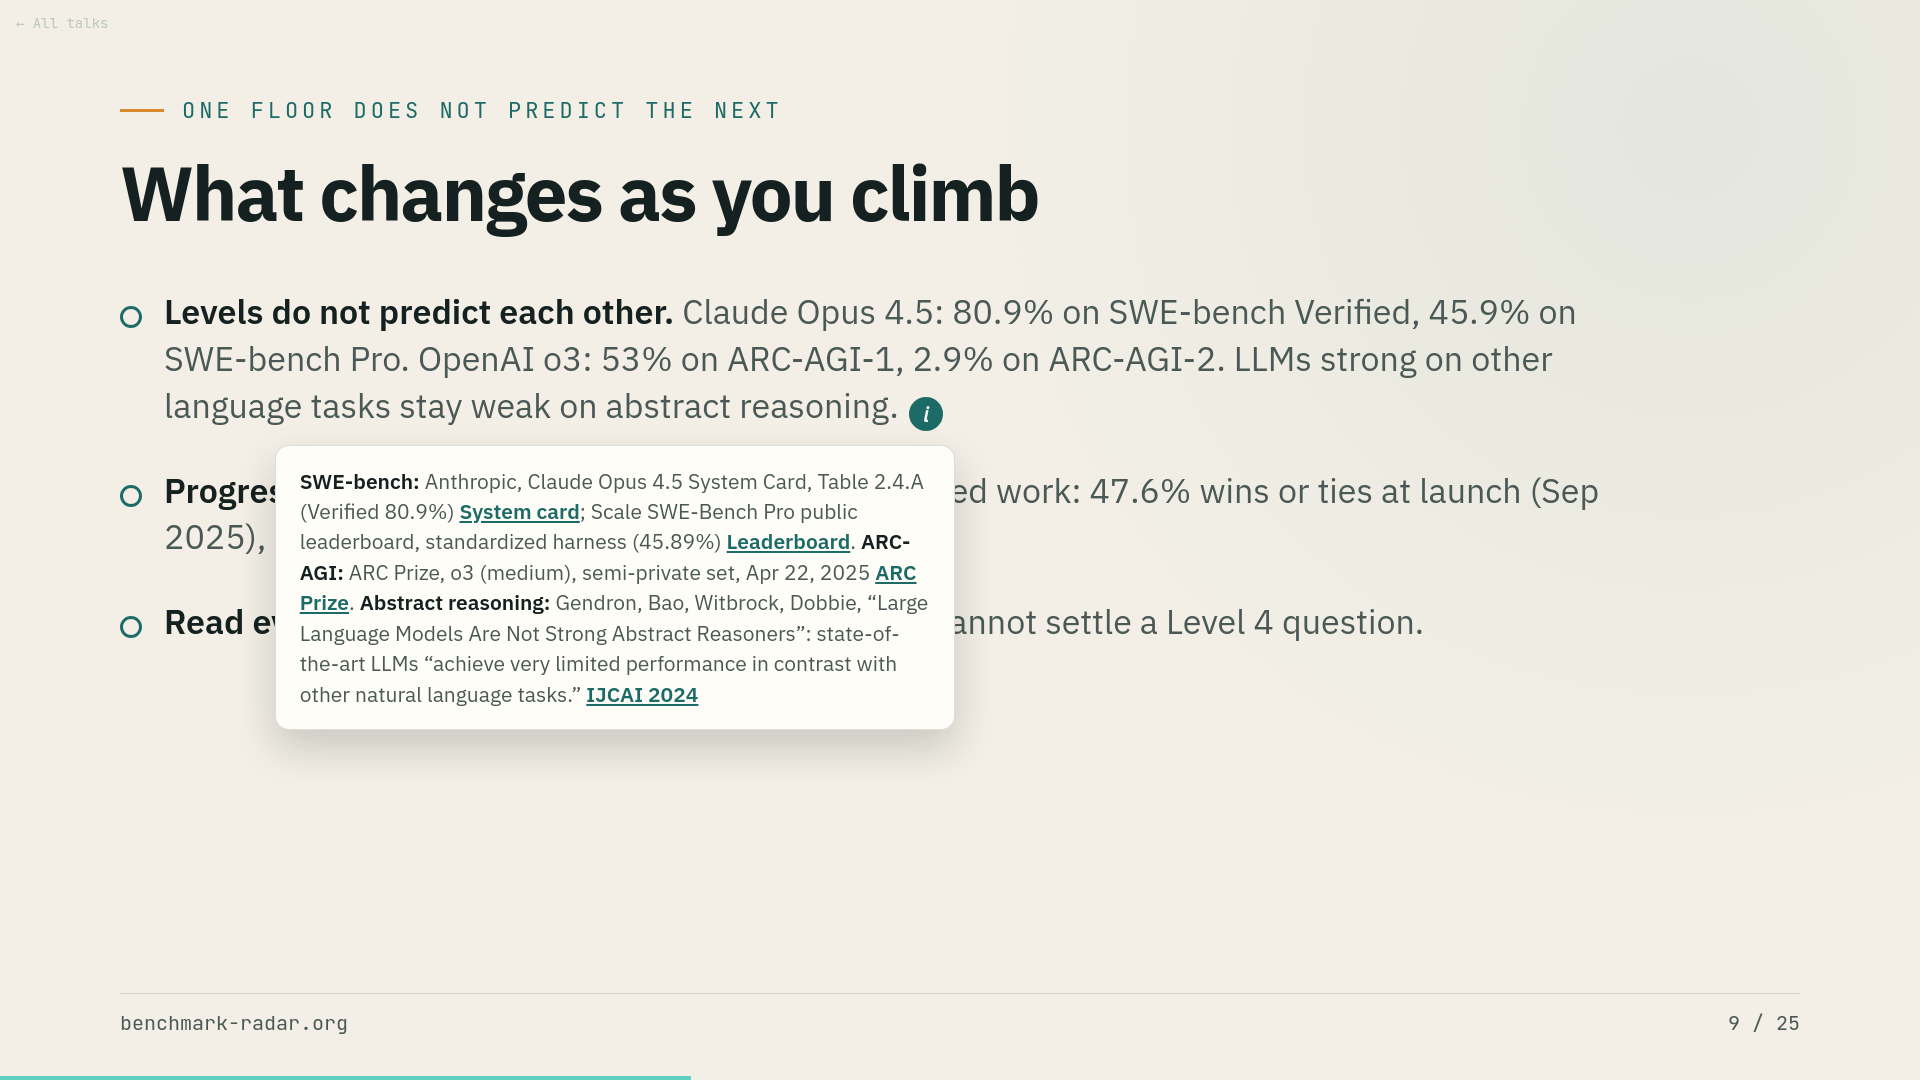 ← All talks
ONE FLOOR DOES NOT PREDICT THE NEXT
What changes as you climb
Levels do not predict each other. Claude Opus 4.5: 80.9% on SWE-bench Verified, 45.9% on
SWE-bench Pro. OpenAI o3: 53% on ARC-AGI-1, 2.9% on ARC-AGI-2. LLMs strong on other
language tasks stay weak on abstract reasoning. i
SWE-bench: Anthropic, Claude Opus 4.5 System Card, Table 2.4.A
(Verified 80.9%) System card; Scale SWE-Bench Pro public
leaderboard, standardized harness (45.89%) Leaderboard. ARC-
AGI: ARC Prize, o3 (medium), semi-private set, Apr 22, 2025 ARC
Prize. Abstract reasoning: Gendron, Bao, Witbrock, Dobbie, “Large
Language Models Are Not Strong Abstract Reasoners”: state-of-
the-art LLMs “achieve very limited performance in contrast with
other natural language tasks.” IJCAI 2024
work: 47.6% wins or ties at launch (Sep
2025),
Read
settle a Level 4 question.
benchmark-radar.org
9 / 25